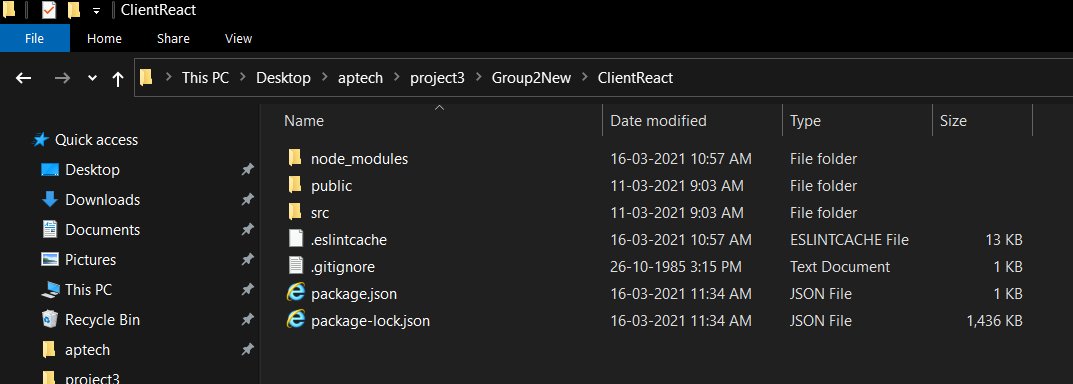 ClientReact
File Home Share View
This PC Desktop aptech project3 Group2New ClientReact
Name Date modified Type Size
Quick access
Desktop
Downloads
Documents
Pictures
This PC
Recycle Bin
aptech
project3
node_modules 16-03-2021 10:57 AM File folder
public 11-03-2021 9:03 AM File folder
src 11-03-2021 9:03 AM File folder
.eslintcache 16-03-2021 10:57 AM ESLINTCACHE File 13 KB
.gitignore 26-10-1985 3:15 PM Text Document 1 KB
package.json 16-03-2021 11:34 AM JSON File 1 KB
package-lock.json 16-03-2021 11:34 AM JSON File 1,436 KB